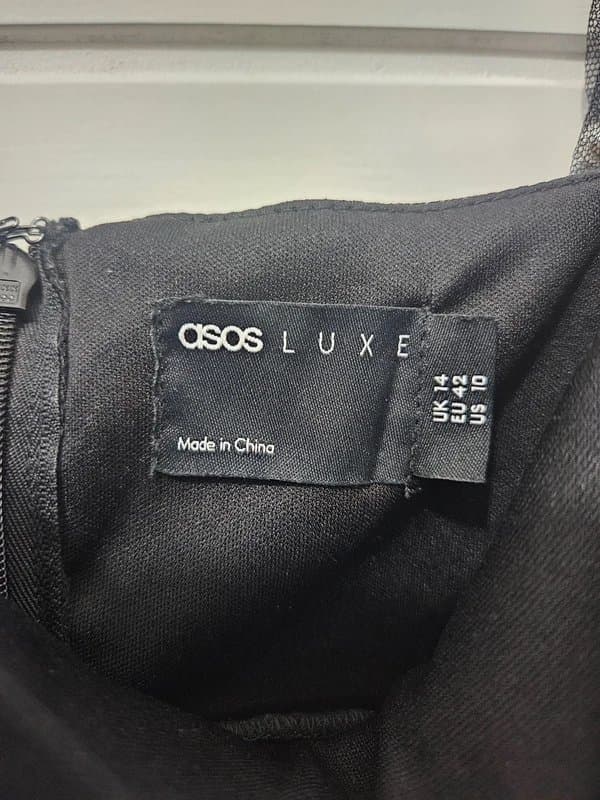 asos LUXE
Made in China
UK 14
EU 42
US 10